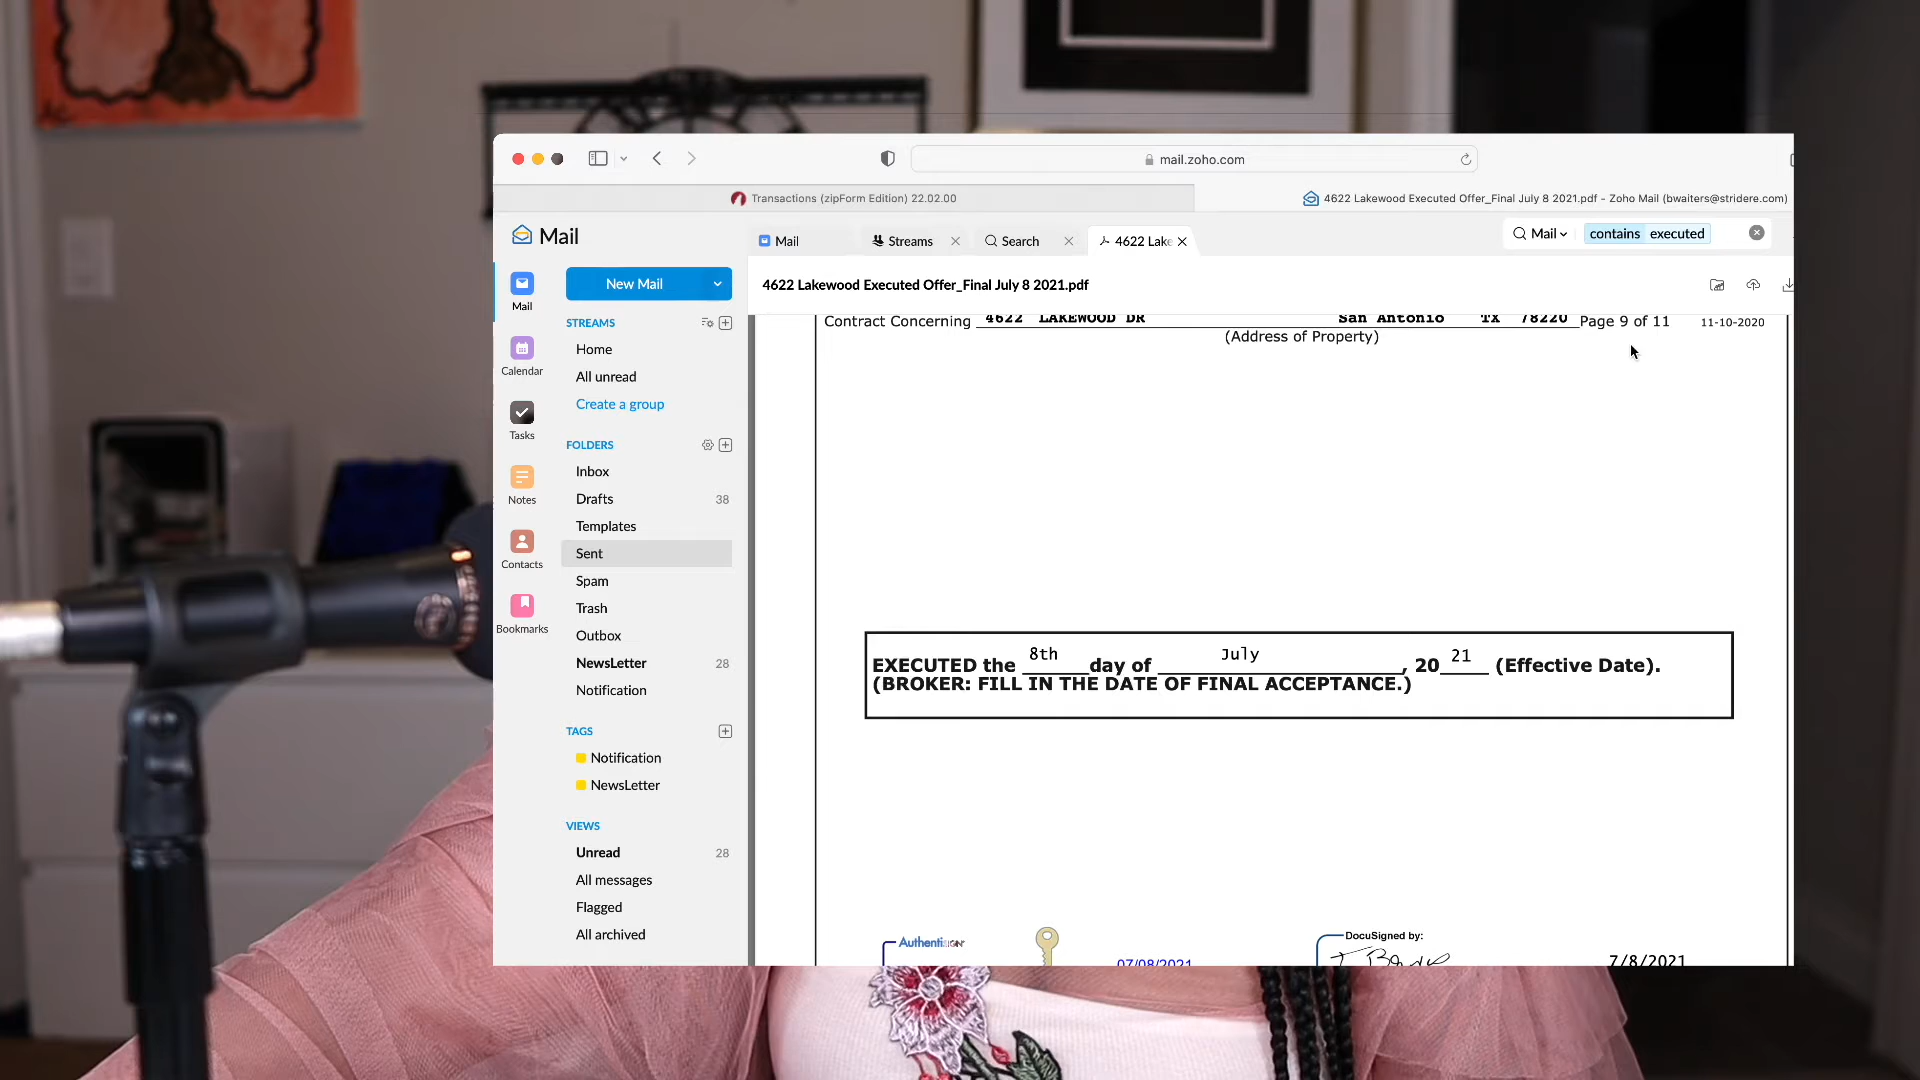 mail.zoho.com
Transactions (zipForm Edition) 22.02.00
4622 Lakewood Executed Offer_Final July 8 2021.pdf - Zoho Mail (bwaiters@stridere.com)
Mail
Mail
Streams
Search
4622 Lake
Mail
contains executed
New Mail
4622 Lakewood Executed Offer_Final July 8 2021.pdf
Mail
Calendar
Tasks
Notes
Contacts
Bookmarks
STREAMS
Home
All unread
Create a group
FOLDERS
Inbox
Drafts 38
Templates
Sent
Spam
Trash
Outbox
NewsLetter 28
Notification
TAGS
Notification
NewsLetter
VIEWS
Unread 28
All messages
Flagged
All archived
Contract Concerning 4622 LAKEWOOD DR San Antonio TX 78220 Page 9 of 11 11-10-2020
(Address of Property)
EXECUTED the 8th day of July, 20 21 (Effective Date).
(BROKER: FILL IN THE DATE OF FINAL ACCEPTANCE.)
Authentisign
07/08/2021
DocuSigned by:
7/8/2021